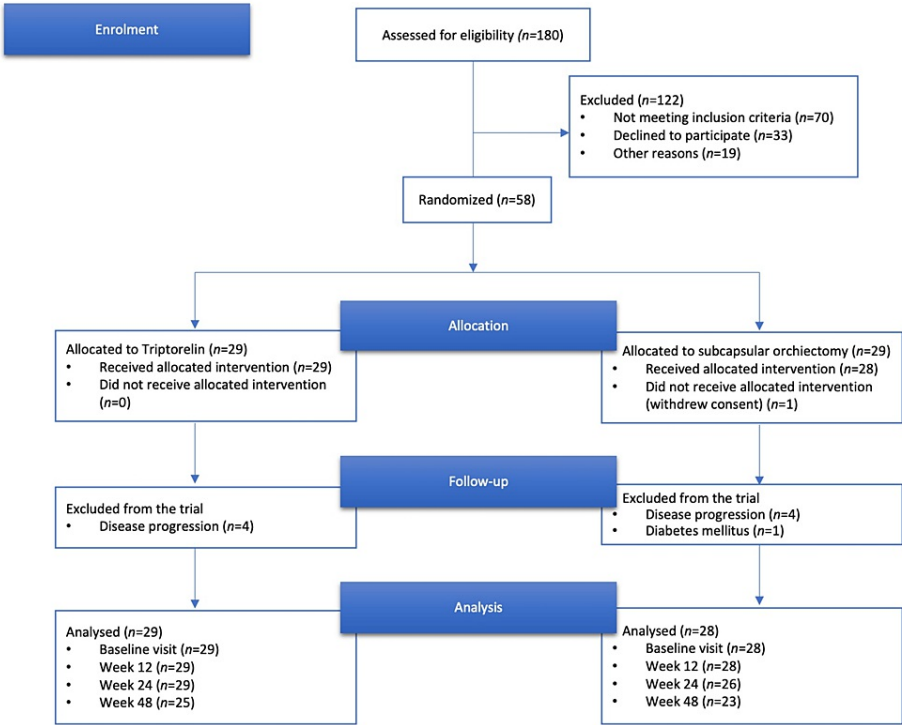 Enrolment
Assessed for eligibility (n=180)
Excluded (n=122)
• Not meeting inclusion criteria (n=70)
• Declined to participate (n=33)
• Other reasons (n=19)
Randomized (n=58)
Allocation
Allocated to Triptorelin (n=29)
• Received allocated intervention (n=29)
• Did not receive allocated intervention
(n=0)
Allocated to subcapsular orchiectomy (n=29)
• Received allocated intervention (n=28)
• Did not receive allocated intervention
(withdrew consent) (n=1)
Follow-up
Excluded from the trial
• Disease progression (n=4)
Excluded from the trial
• Disease progression (n=4)
• Diabetes mellitus (n=1)
Analysis
Analysed (n=29)
• Baseline visit (n=29)
• Week 12 (n=29)
• Week 24 (n=29)
• Week 48 (n=25)
Analysed (n=28)
• Baseline visit (n=28)
• Week 12 (n=28)
• Week 24 (n=26)
• Week 48 (n=23)